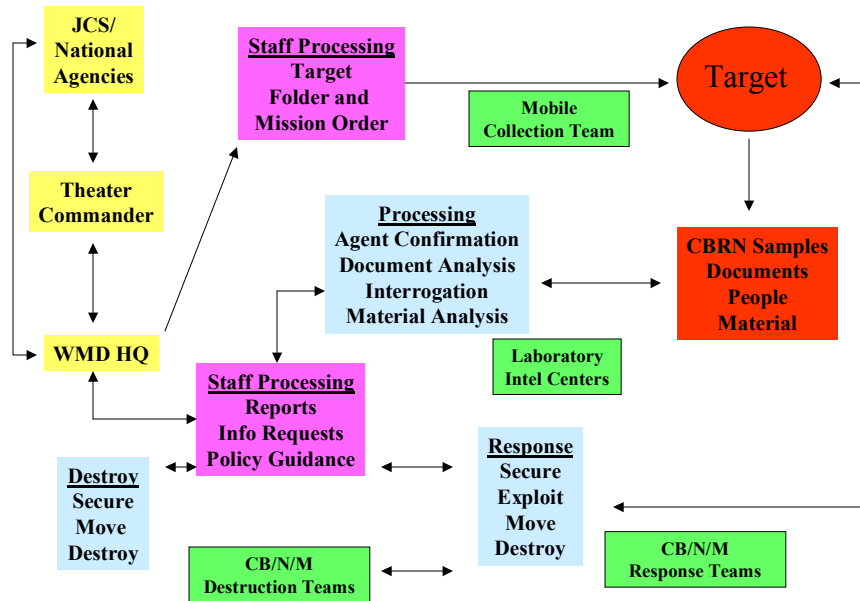 JCS/
National
Agencies
Staff Processing
Target
Folder and
Mission Order
Target
Mobile
Collection Team
Theater
Commander
Processing
Agent Confirmation
Document Analysis
Interrogation
Material Analysis
CBRN Samples
Documents
People
Material
WMD HQ
Laboratory
Intel Centers
Staff Processing
Reports
Info Requests
Policy Guidance
Response
Secure
Exploit
Move
Destroy
Destroy
Secure
Move
Destroy
CB/N/M
Destruction Teams
CB/N/M
Response Teams